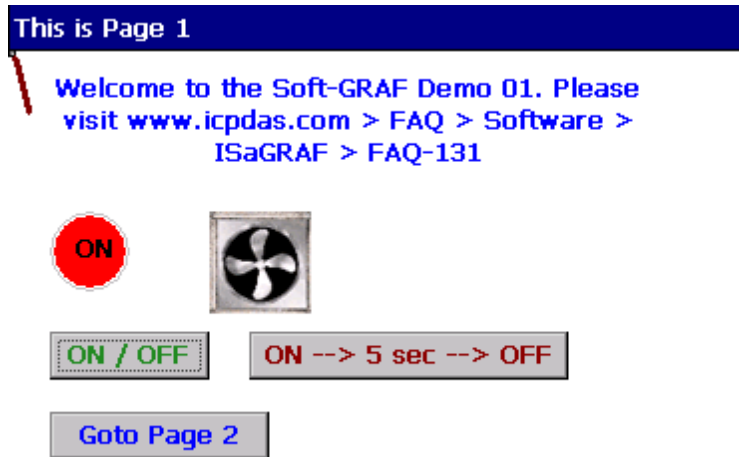 This is Page 1
Welcome to the Soft-GRAF Demo 01. Please
visit www.icpdas.com > FAQ > Software >
ISaGRAF > FAQ-131
ON
ON / OFF
ON --> 5 sec --> OFF
Goto Page 2